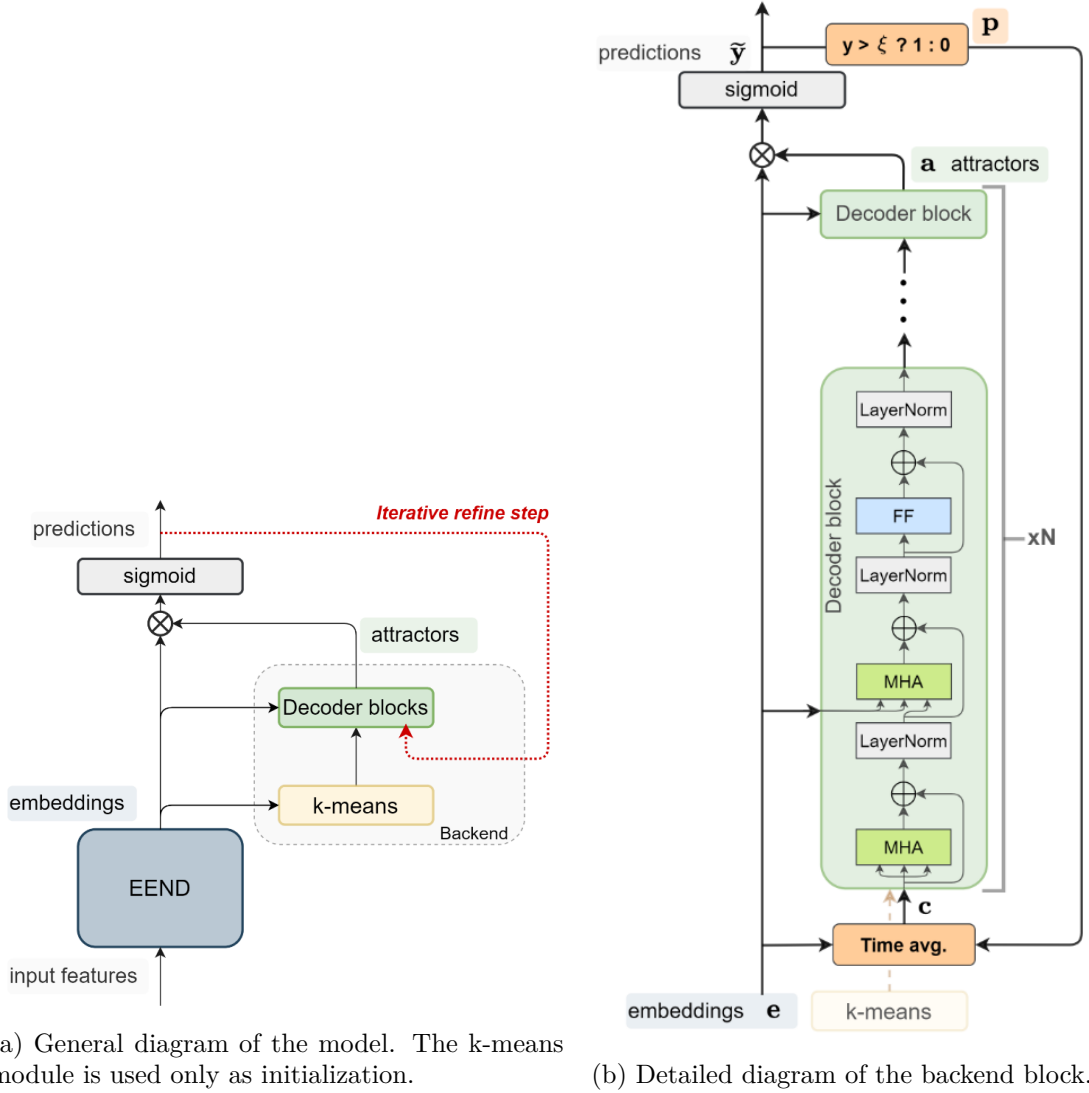 predictions
Iterative refine step
sigmoid
attractors
Decoder blocks
embeddings
k-means
Backend
EEND
input features
a) General diagram of the model. The k-means
module is used only as initialization.
p
y > ξ ? 1 : 0
predictions ỹ
sigmoid
a attractors
Decoder block
LayerNorm
Decoder block
FF
xN
LayerNorm
MHA
LayerNorm
MHA
c
Time avg.
embeddings e
k-means
(b) Detailed diagram of the backend block.